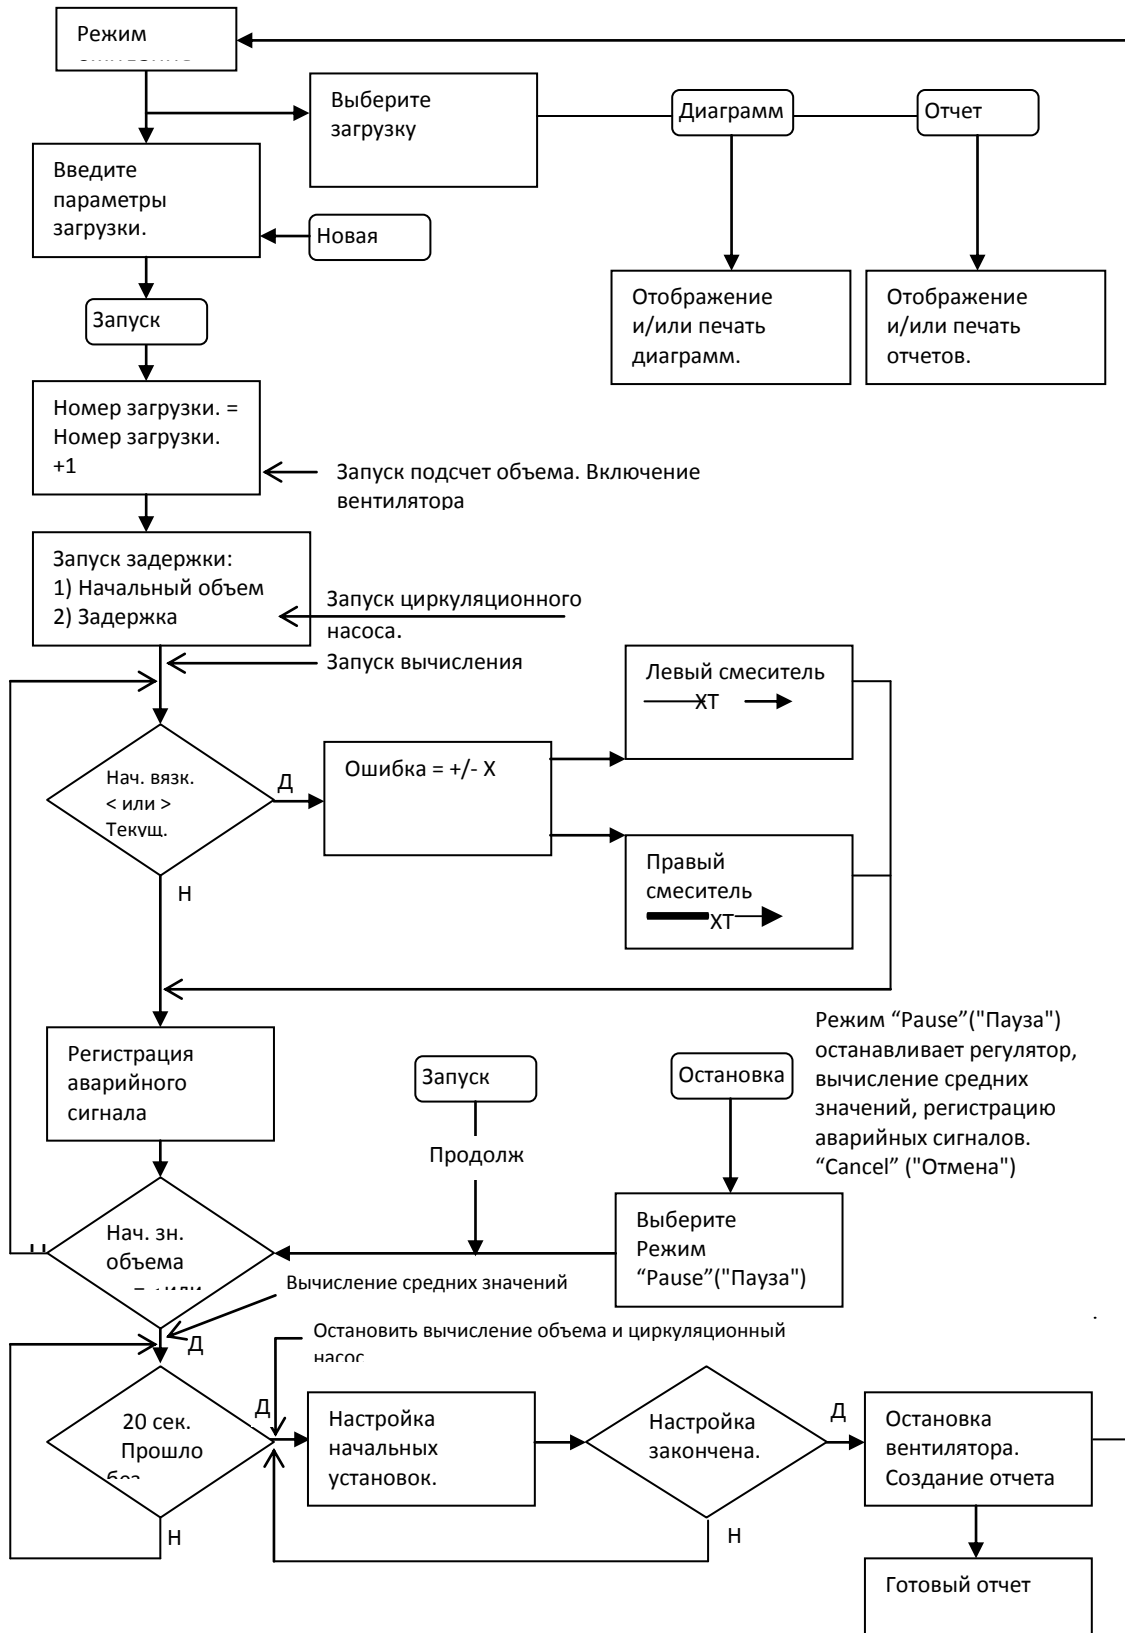 Режим
Выберите
загрузку
Диаграмм
Отчет
Введите
параметры
загрузки.
Новая
Запуск
Отображение
и/или печать
диаграмм.
Отображение
и/или печать
отчетов.
Номер загрузки. =
Номер загрузки.
+1
Запуск подсчет объема. Включение
вентилятора
Запуск задержки:
1) Начальный объем
2) Задержка
Запуск циркуляционного
насоса.
Запуск вычисления
Левый смеситель
ХТ
Нач. вязк.
< или >
Текущ.
Д
Н
Ошибка = +/- X
Правый
смеситель
ХТ
Регистрация
аварийного
сигнала
Запуск
Продолж
Остановка
Режим “Pause”("Пауза")
останавливает регулятор,
вычисление средних
значений, регистрацию
аварийных сигналов.
“Cancel” ("Отмена")
Нач. зн.
объема
Выберите
Режим
“Pause”("Пауза")
Вычисление средних значений
Д
Остановить вычисление объема и циркуляционный
насос
20 сек.
Прошло
Д
Н
Настройка
начальных
установок.
Настройка
закончена.
Д
Н
Остановка
вентилятора.
Создание отчета
Готовый отчет